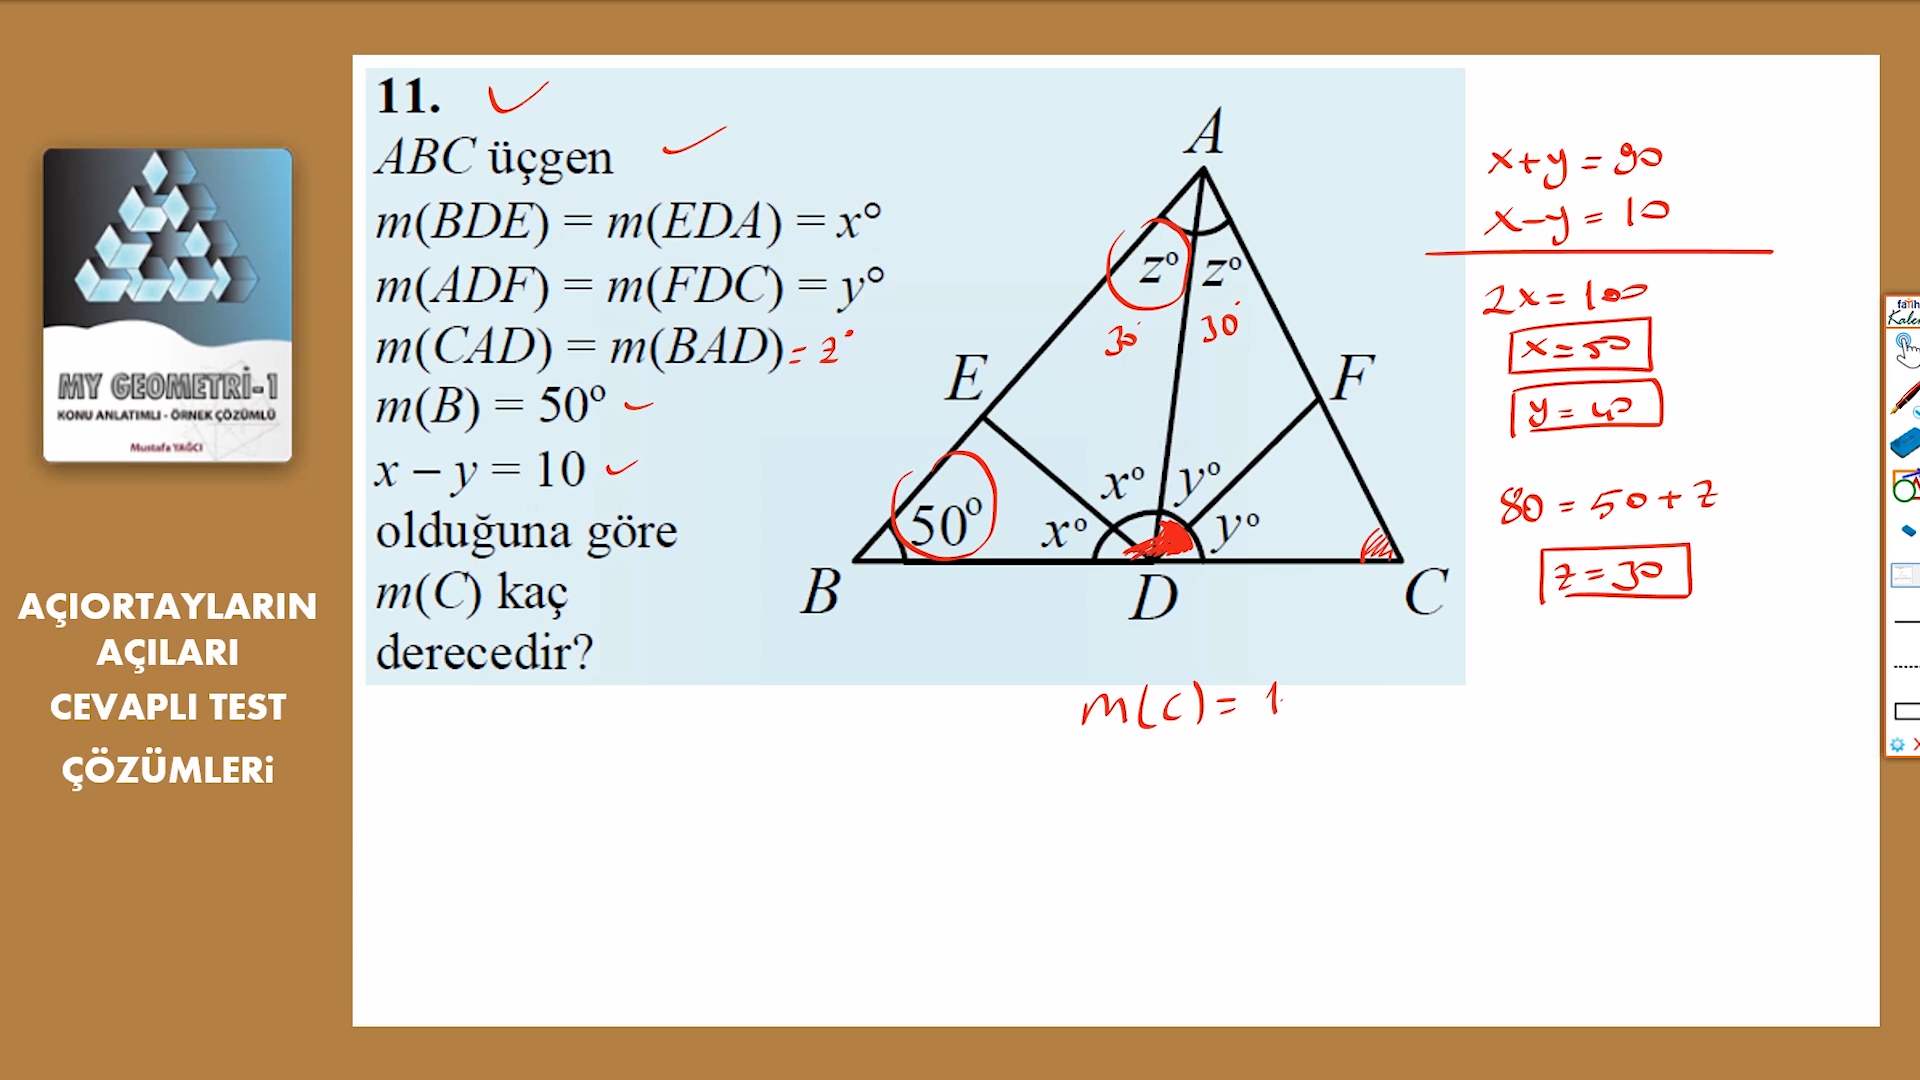 MY GEOMETRİ-1
KONU ANLATIMLI - ÖRNEK ÇÖZÜMLÜ
Mustafa YAĞCI
AÇIORTAYLARIN
AÇILARI
CEVAPLI TEST
ÇÖZÜMLERi
11.
ABC üçgen
m(BDE) = m(EDA) = x°
m(ADF) = m(FDC) = y°
m(CAD) = m(BAD) = z°
m(B) = 50°
x – y = 10
olduğuna göre
m(C) kaç
derecedir?
A
z° z°
30° 30°
E
F
x° y°
50° x° y°
B D C
m(C) = 1
x+y = 90
x-y = 10
2x = 100
x = 50
y = 40
80 = 50 + z
z = 30
fatih
Kalem